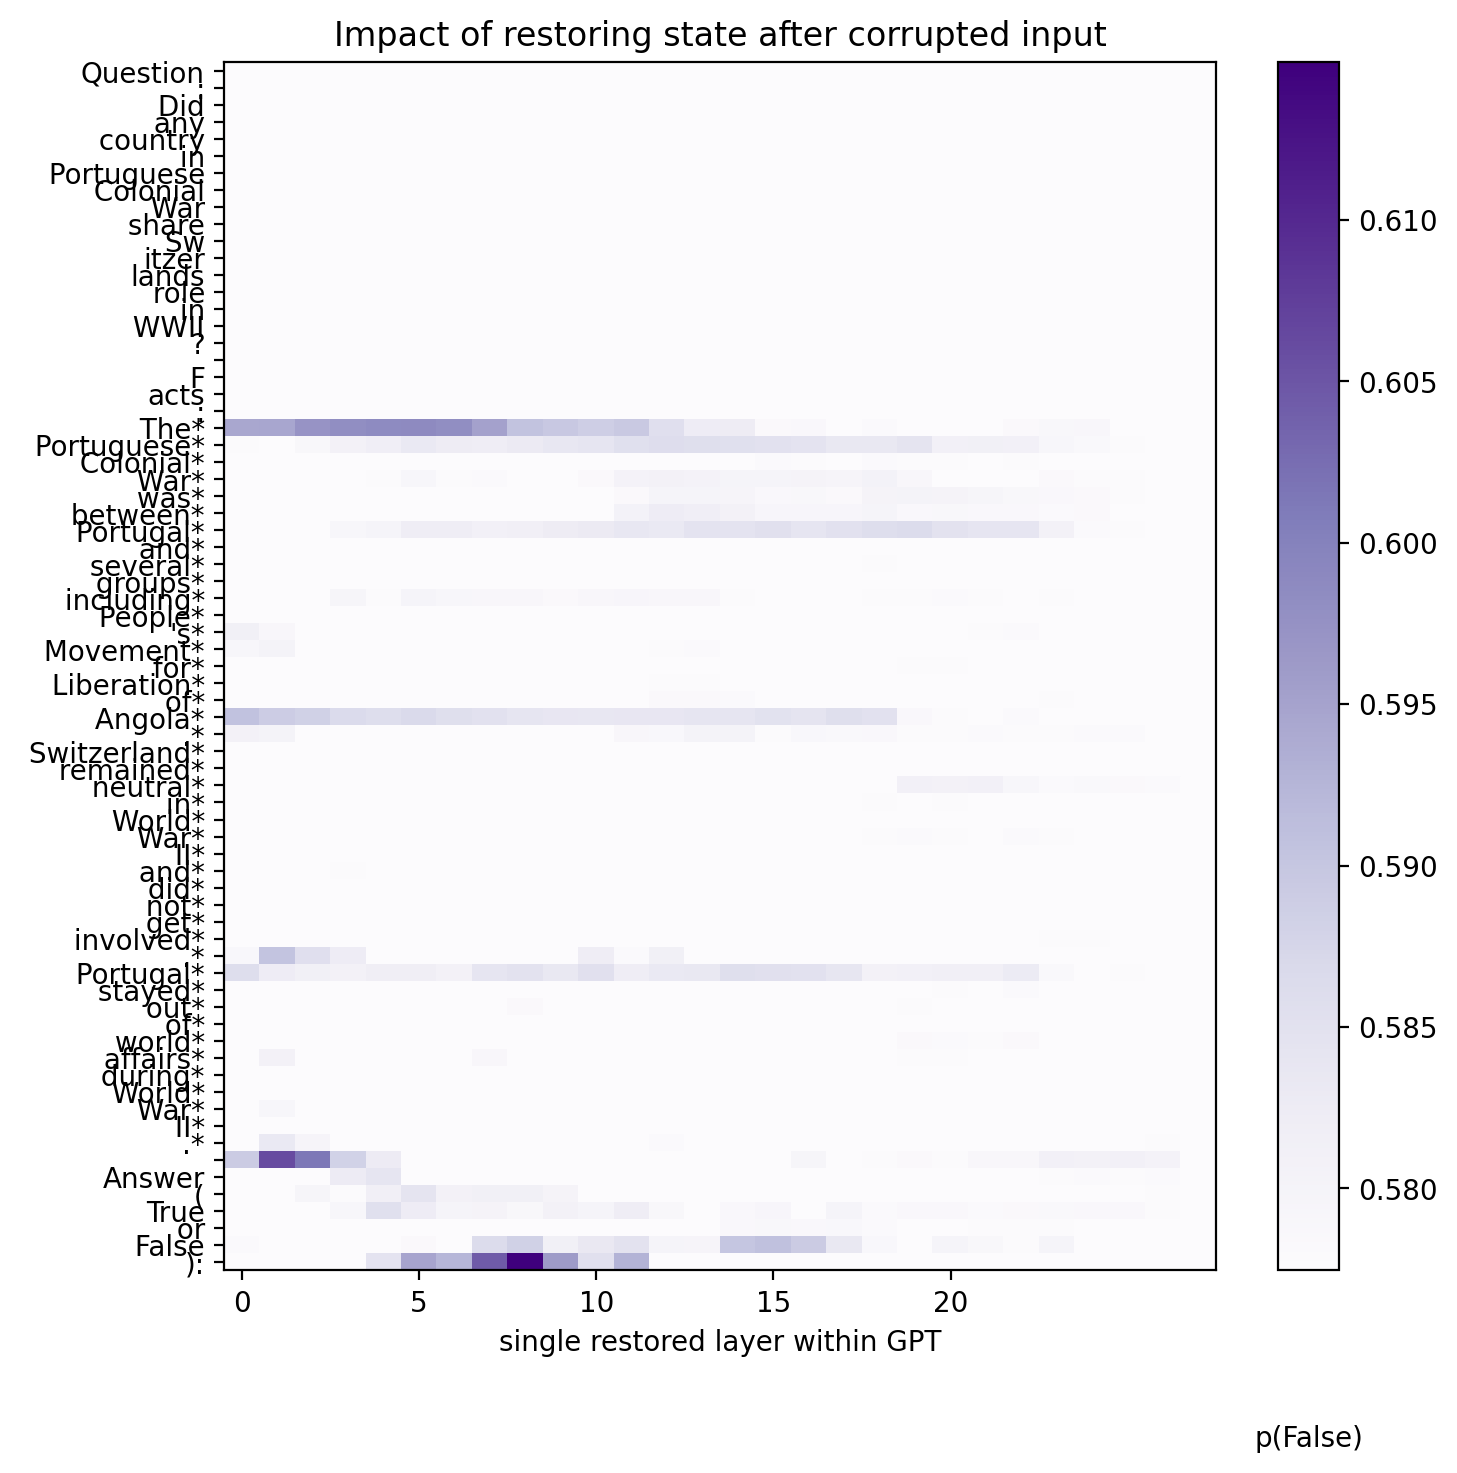 Impact of restoring state after corrupted input
Question
:
Did
any
country
in
Portuguese
Colonial
War
share
Sw
itzer
lands
role
in
WWII
?
F
acts
:
The*
Portuguese*
Colonial*
War*
was*
between*
Portugal*
and*
several*
groups*
including*
People*
's*
Movement*
for*
Liberation*
of*
Angola*
.*
Switzerland*
remained*
neutral*
in*
World*
War*
II*
and*
did*
not*
get*
involved*
.*
Portugal*
stayed*
out*
of*
world*
affairs*
during*
World*
War*
II*
.*
Answer
(
True
or
False
):
0 5 10 15 20
single restored layer within GPT
0.610
0.605
0.600
0.595
0.590
0.585
0.580
p(False)